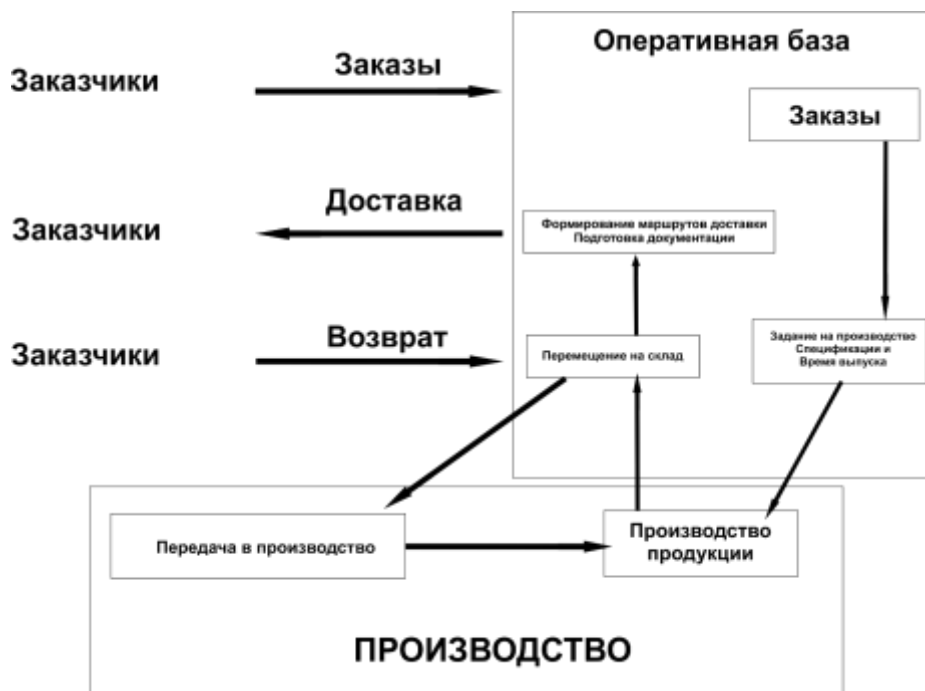 Оперативная база
Заказчики
Заказы
Заказы
Заказчики
Доставка
Формирование маршрутов доставки
Подготовка документации
Заказчики
Возврат
Перемещение на склад
Задание на производство
Спецификации и
Время выпуска
Передача в производство
Производство
продукции
ПРОИЗВОДСТВО